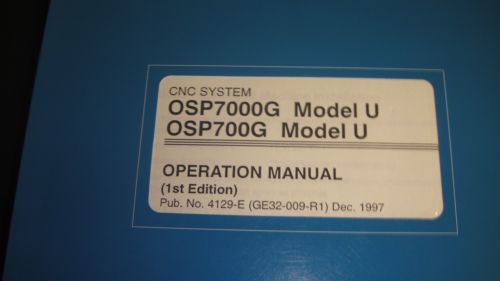 CNC SYSTEM
OSP7000G Model U
OSP700G Model U
OPERATION MANUAL
(1st Edition)
Pub. No. 4129-E (GE32-009-R1) Dec. 1997